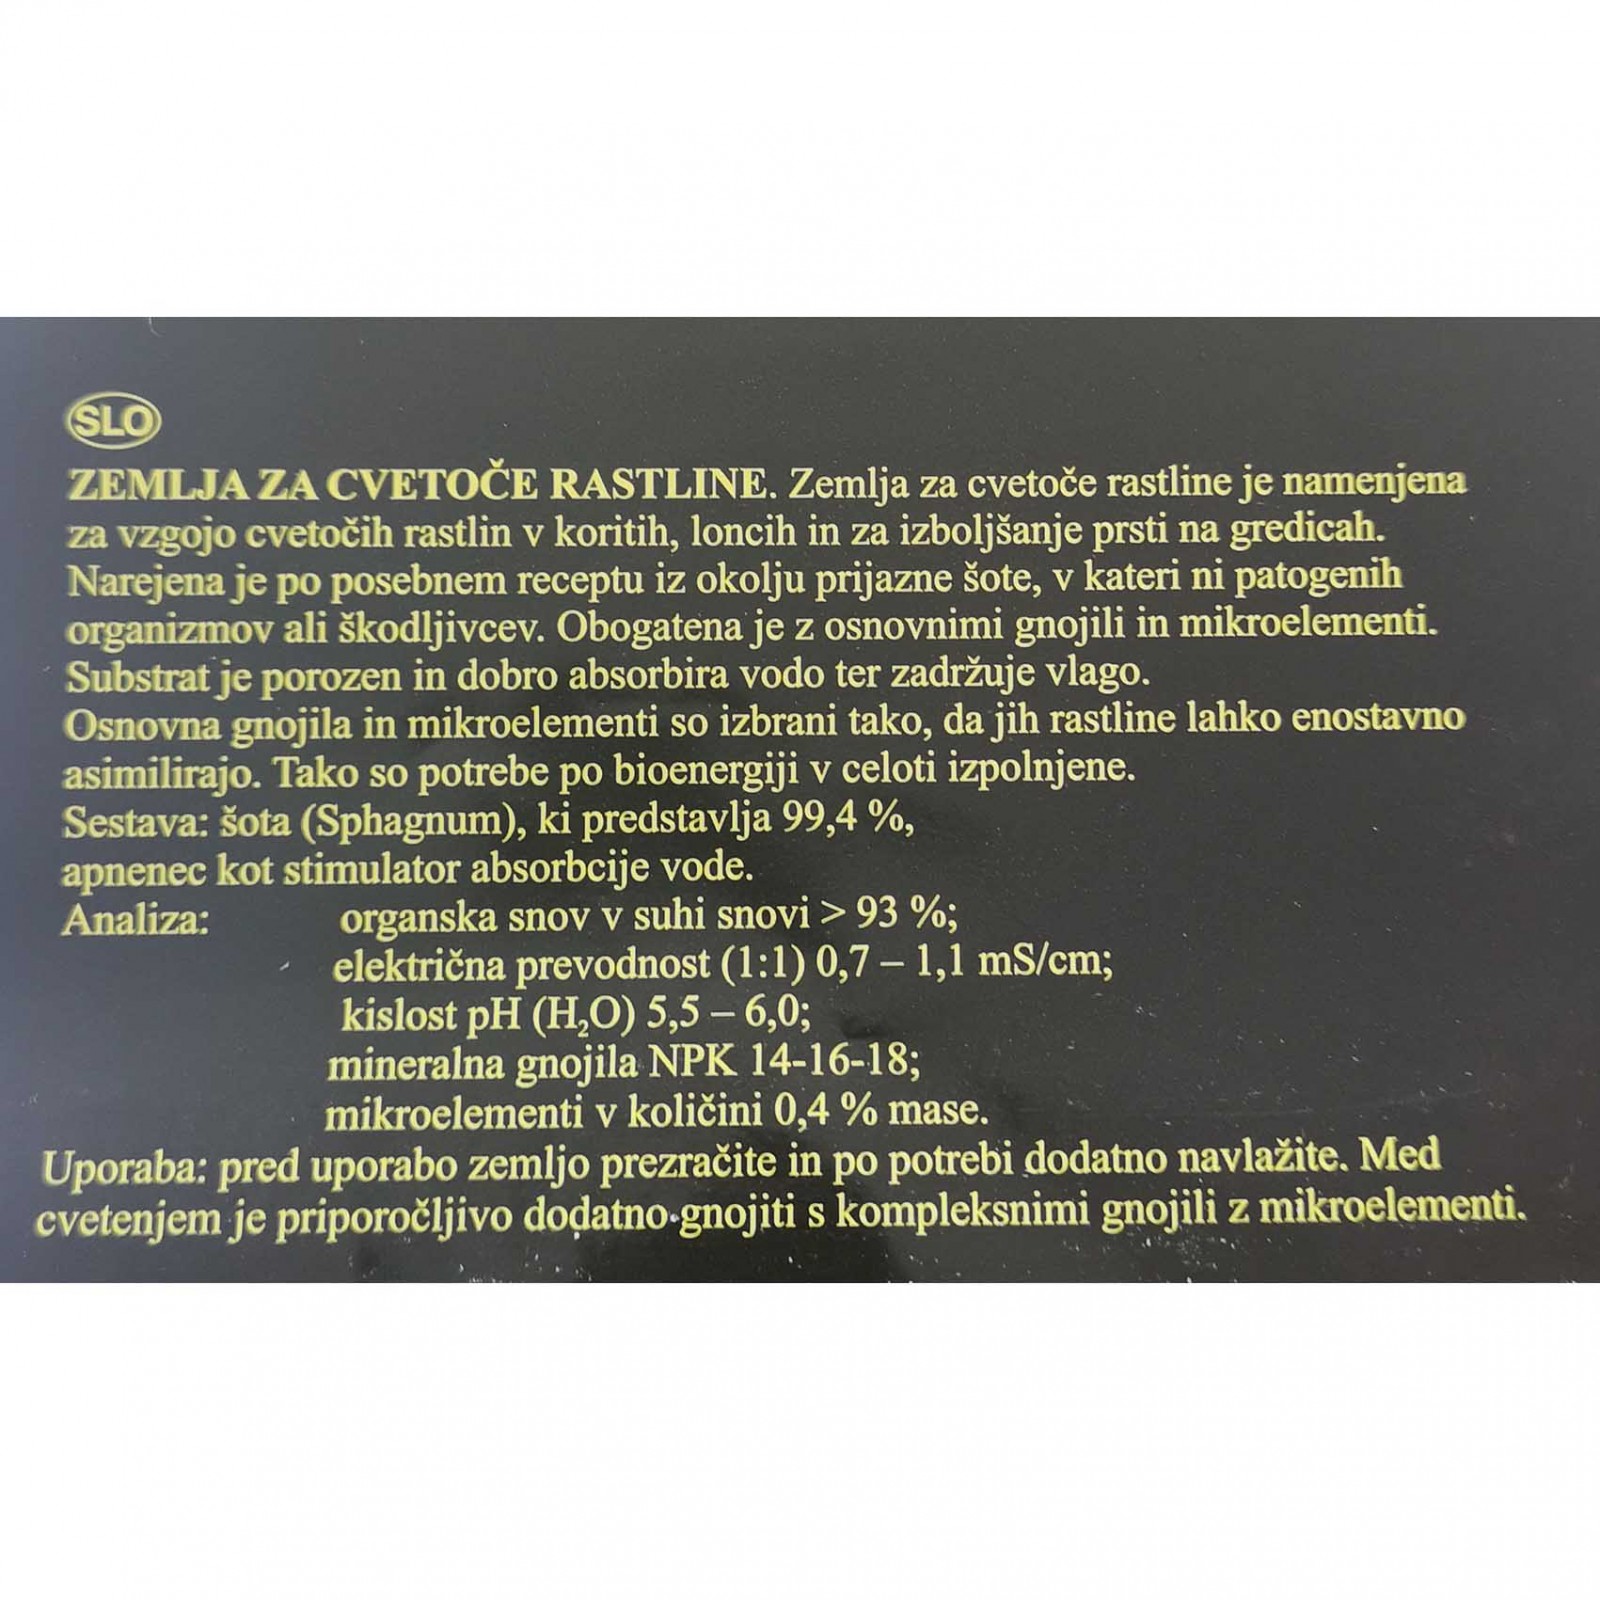 SLO
ZEMLJA ZA CVETOČE RASTLINE. Zemlja za cvetoče rastline je namenjena
za vzgojo cvetočih rastlin v koritih, loncih in za izboljšanje prsti na gredicah.
Narejena je po posebnem receptu iz okolju prijazne šote, v kateri ni patogenih
organizmov ali škodljivcev. Obogatena je z osnovnimi gnojili in mikroelementi.
Substrat je porozen in dobro absorbira vodo ter zadržuje vlago.
Osnovna gnojila in mikroelementi so izbrani tako, da jih rastline lahko enostavno
asimilirajo. Tako so potrebe po bioenergiji v celoti izpolnjene.
Sestava: šota (Sphagnum), ki predstavlja 99,4 %,
apnenec kot stimulator absorbcije vode.
Analiza: organska snov v suhi snovi > 93 %;
električna prevodnost (1:1) 0,7 – 1,1 mS/cm;
kislost pH (H₂O) 5,5 – 6,0;
mineralna gnojila NPK 14-16-18;
mikroelementi v količini 0,4 % mase.
Uporaba: pred uporabo zemljo prezračite in po potrebi dodatno navlažite. Med
cvetenjem je priporočljivo dodatno gnojiti s kompleksnimi gnojili z mikroelementi.